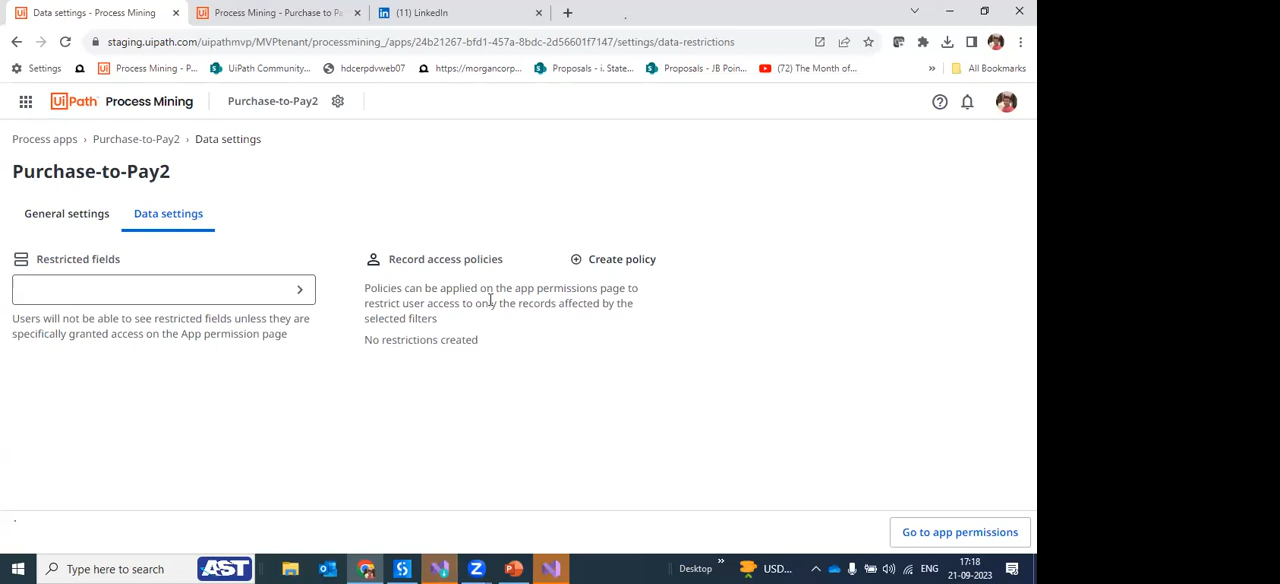 Data settings - Process Mining
Process Mining - Purchase to Pa
(11) LinkedIn
staging.uipath.com/uipathmvp/MVPtenant/processmining_/apps/24b21267-bfd1-457a-8bdc-2d56601f7147/settings/data-restrictions
Settings
Process Mining - P...
UiPath Community...
hdcerpdvweb07
https://morgancorp...
Proposals - i. State...
Proposals - JB Poin...
(72) The Month of...
»
All Bookmarks
UiPath Process Mining
Purchase-to-Pay2
Process apps › Purchase-to-Pay2 › Data settings
Purchase-to-Pay2
General settings
Data settings
Restricted fields
Record access policies
Create policy
Users will not be able to see restricted fields unless they are
specifically granted access on the App permission page
Policies can be applied on the app permissions page to
restrict user access to only the records affected by the
selected filters
No restrictions created
Go to app permissions
Type here to search
AST
Desktop
»
USD...
ENG
17:18
21-09-2023